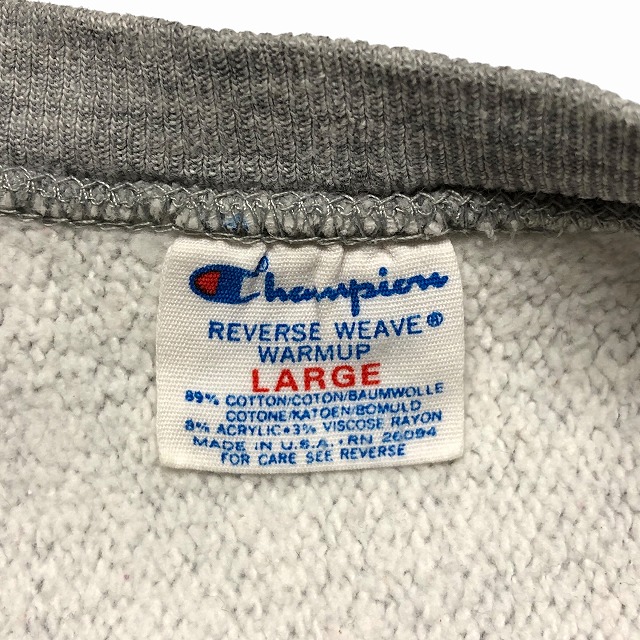 Champion
REVERSE WEAVE®
WARMUP
LARGE
89% COTTON/COTON/BAUMWOLLE
COTONE/KATOEN/BOMULD
8% ACRYLIC•3% VISCOSE RAYON
MADE IN U.S.A. RN 26094
FOR CARE SEE REVERSE